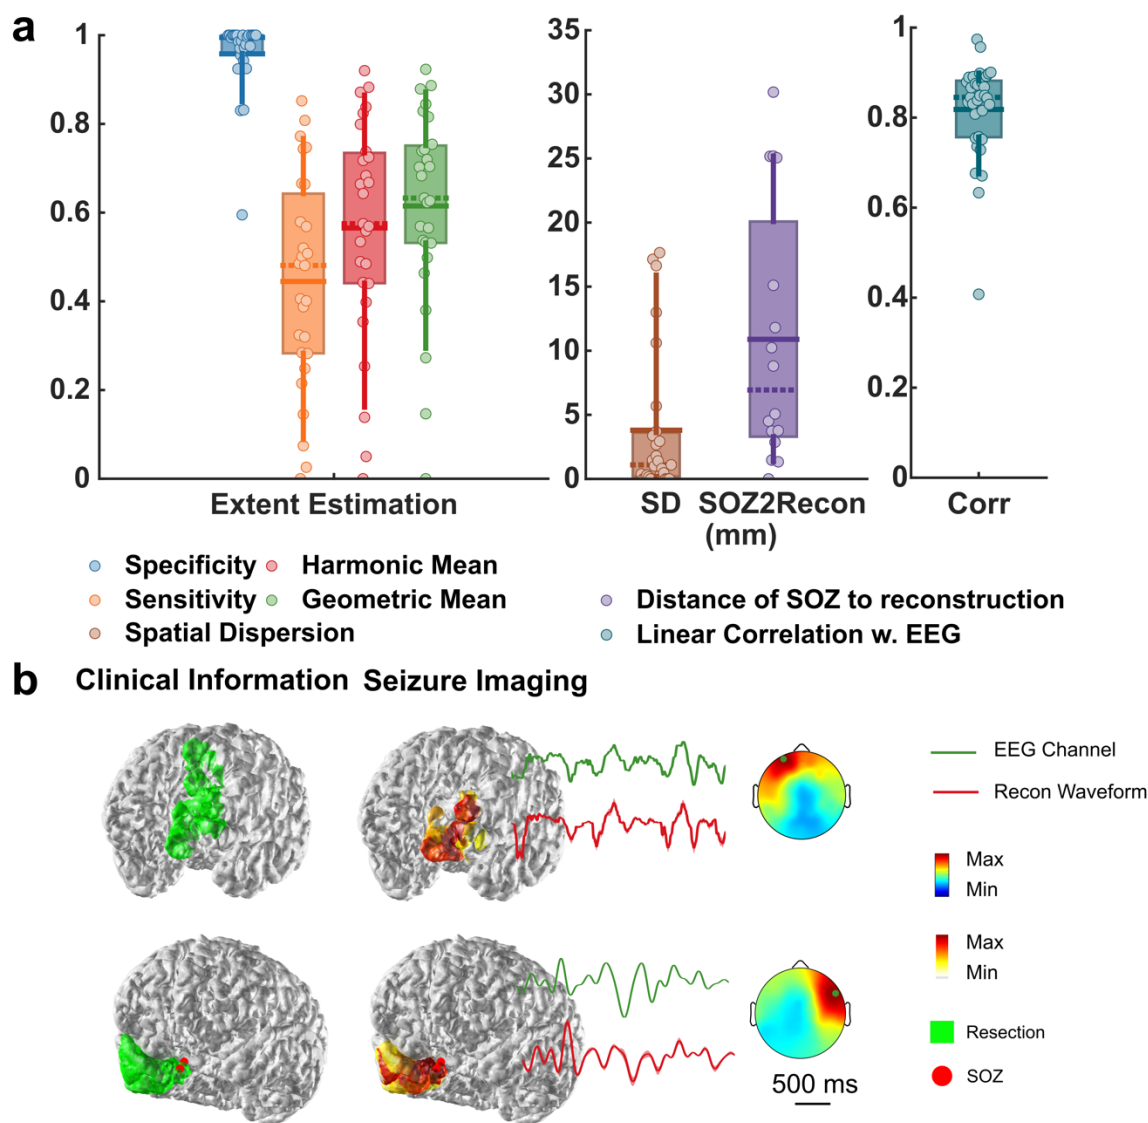 a
1
0.8
0.6
0.4
0.2
0
Extent Estimation
35
30
25
20
15
10
5
0
SD SOZ2Recon
(mm)
1
0.8
0.6
0.4
0.2
0
Corr
Specificity Harmonic Mean
Sensitivity Geometric Mean
Spatial Dispersion
Distance of SOZ to reconstruction
Linear Correlation w. EEG
b Clinical Information Seizure Imaging
EEG Channel
Recon Waveform
Max
Min
Max
Min
Resection
SOZ
500 ms